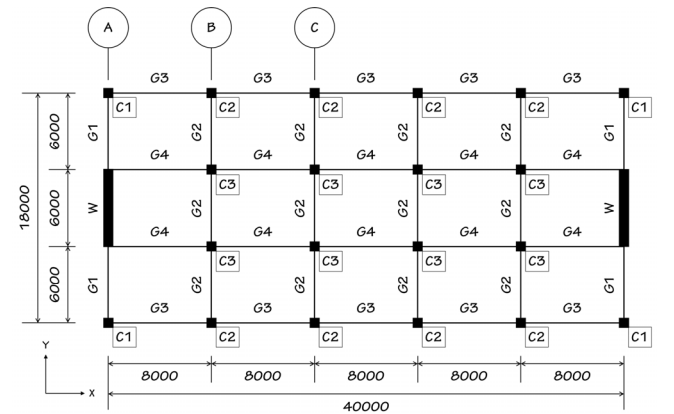 A B C
G3 G3 G3 G3 G3
C1 C2 C2 C2 C2 C1
6000 G1 G2 G2 G2 G2 G1
G4 G4 G4 G4 G4
C3 C3 C3 C3
18000 6000 W G2 G2 G2 G2 W
G4 G4 G4 G4 G4
C3 C3 C3 C3
6000 G1 G2 G2 G2 G2 G1
G3 G3 G3 G3 G3
C1 C2 C2 C2 C2 C1
Y
X
8000 8000 8000 8000 8000
40000